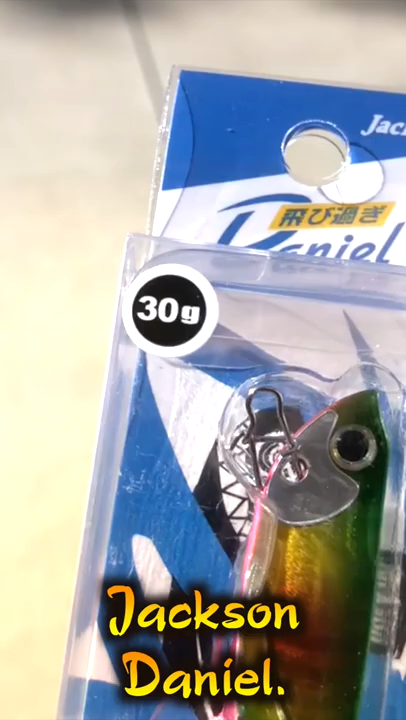 Jac
飛び過ぎ
Daniel
30g
Jackson
Daniel.